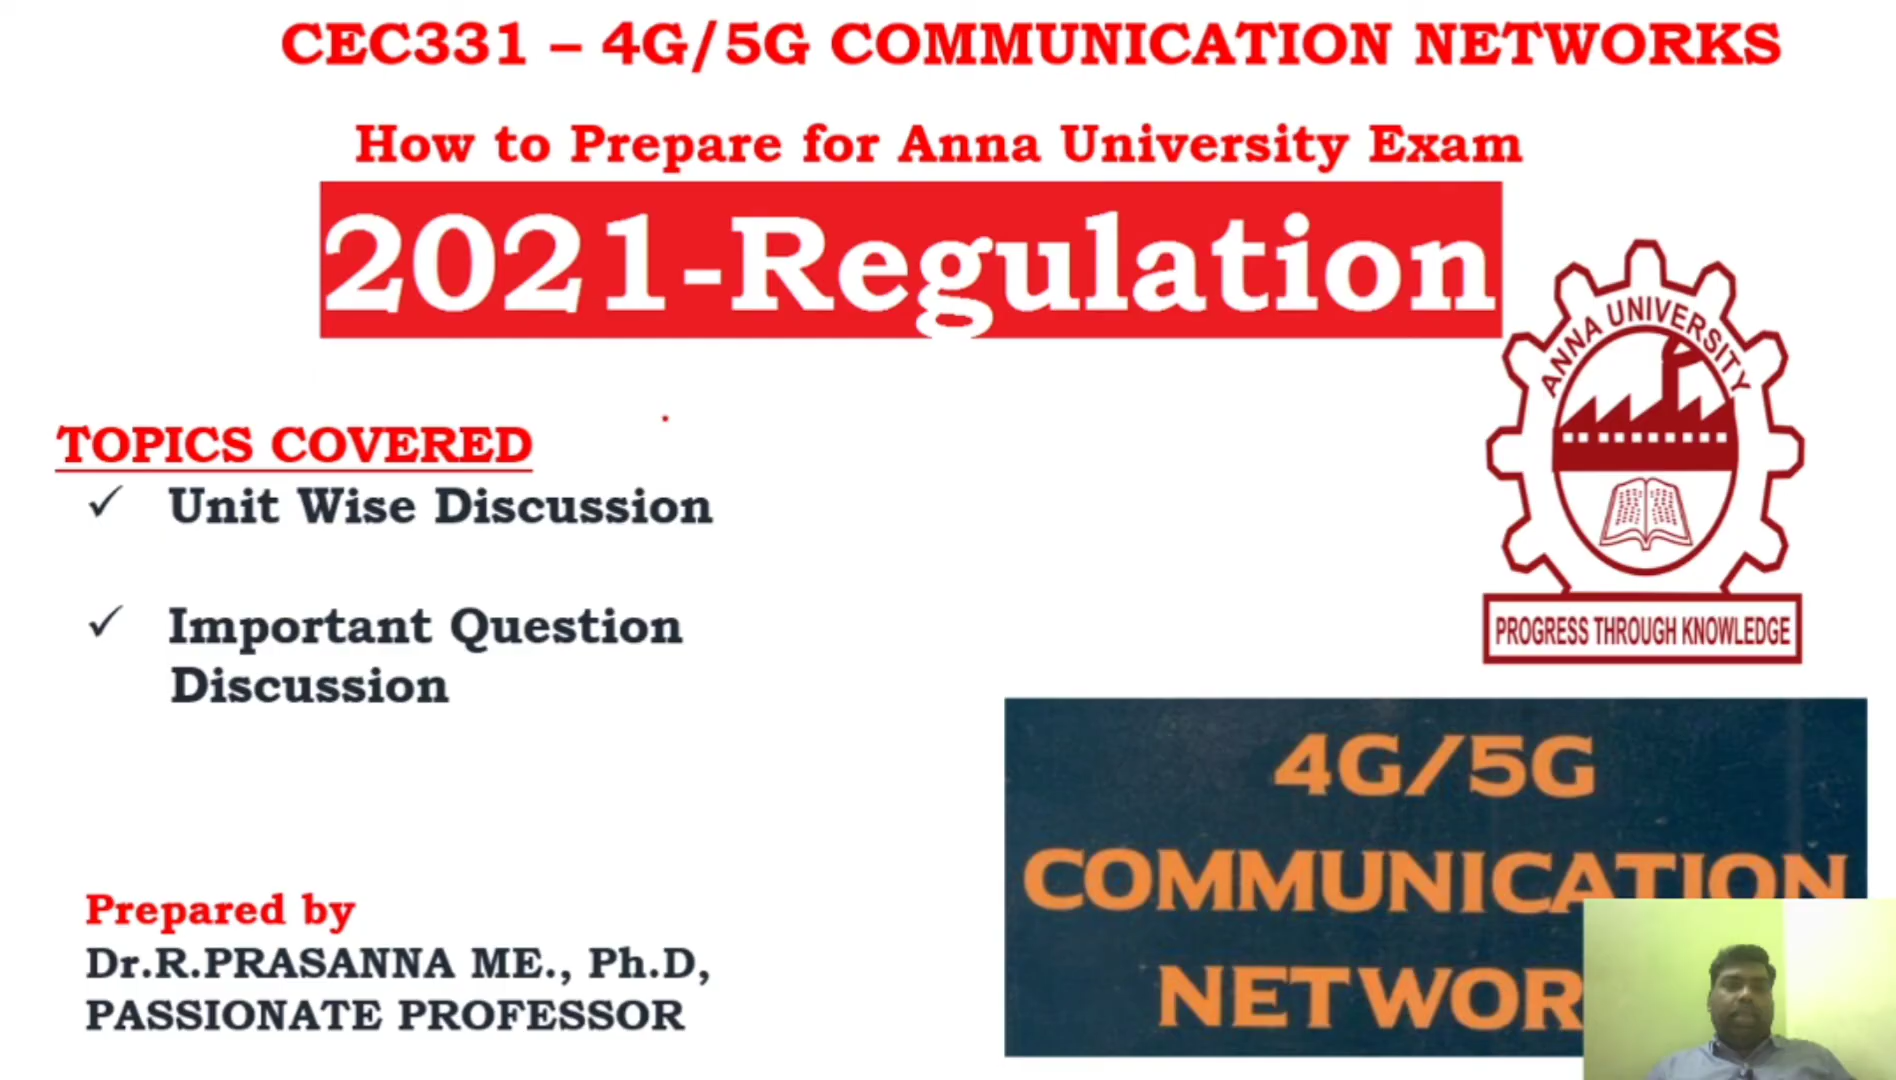 CEC331 – 4G/5G COMMUNICATION NETWORKS
How to Prepare for Anna University Exam
2021-Regulation
ANNA UNIVERSITY
PROGRESS THROUGH KNOWLEDGE
TOPICS COVERED
✓ Unit Wise Discussion
✓ Important Question
Discussion
4G/5G
COMMUNICATION
NETWOR
Prepared by
Dr.R.PRASANNA ME., Ph.D,
PASSIONATE PROFESSOR